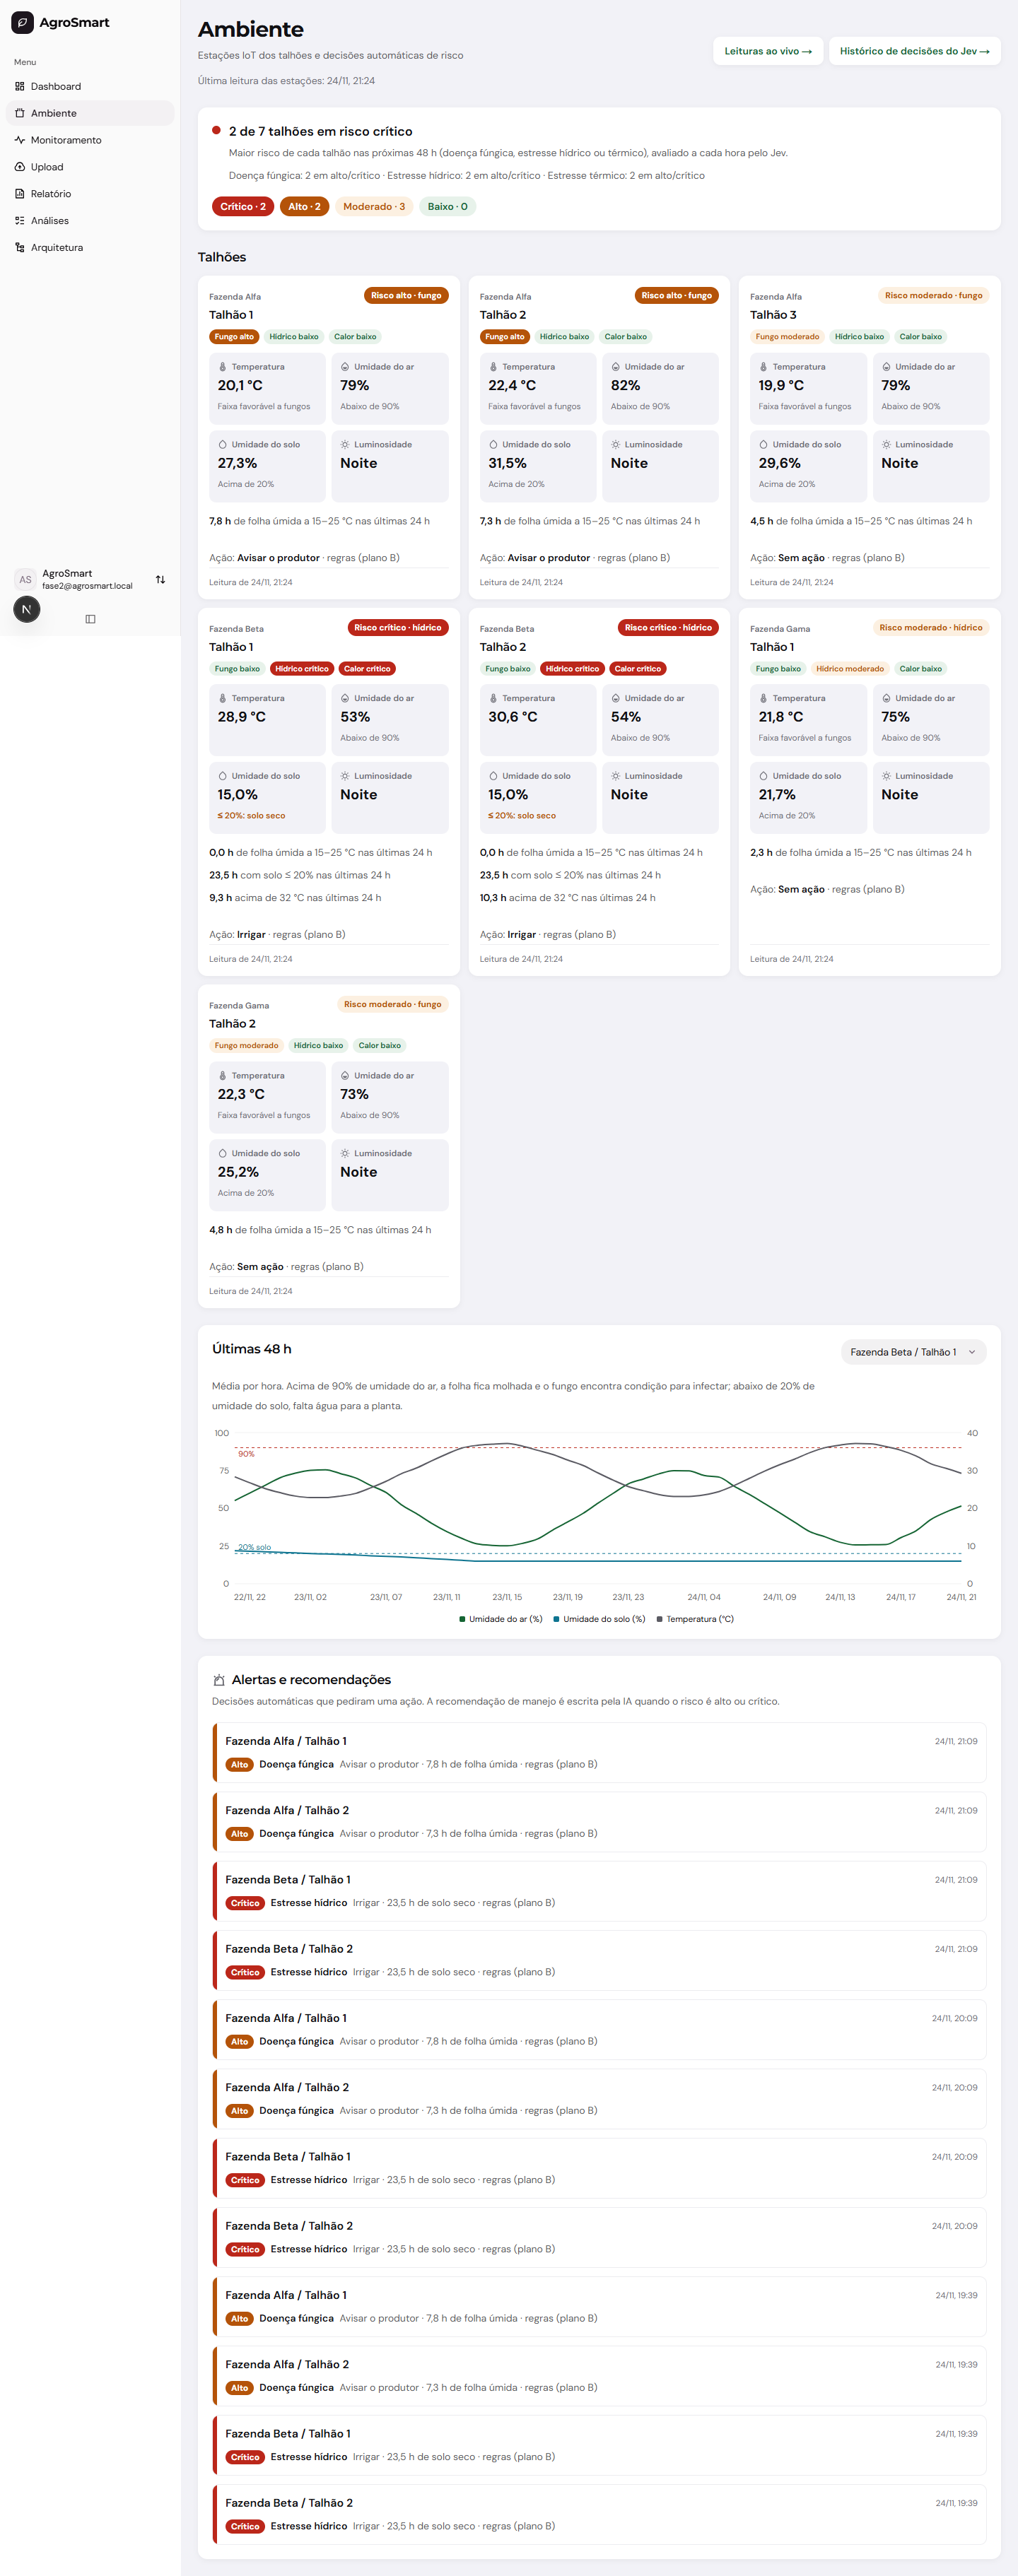 AgroSmart
Menu
Dashboard
Ambiente
Monitoramento
Upload
Relatório
Análises
Arquitetura
AS
AgroSmart
fase2@agrosmart.local
N
Ambiente
Estações IoT dos talhões e decisões automáticas de risco
Última leitura das estações: 24/11, 21:24
Leituras ao vivo →
Histórico de decisões do Jev →
2 de 7 talhões em risco crítico
Maior risco de cada talhão nas próximas 48 h (doença fúngica, estresse hídrico ou térmico), avaliado a cada hora pelo Jev.
Doença fúngica: 2 em alto/crítico · Estresse hídrico: 2 em alto/crítico · Estresse térmico: 2 em alto/crítico
Crítico · 2 Alto · 2 Moderado · 3 Baixo · 0
Talhões
Fazenda Alfa
Risco alto · fungo
Talhão 1
Fungo alto Hídrico baixo Calor baixo
Temperatura
20,1 °C
Faixa favorável a fungos
Umidade do ar
79%
Abaixo de 90%
Umidade do solo
27,3%
Acima de 20%
Luminosidade
Noite
7,8 h de folha úmida a 15–25 °C nas últimas 24 h
Ação: Avisar o produtor · regras (plano B)
Leitura de 24/11, 21:24
Fazenda Alfa
Risco alto · fungo
Talhão 2
Fungo alto Hídrico baixo Calor baixo
Temperatura
22,4 °C
Faixa favorável a fungos
Umidade do ar
82%
Abaixo de 90%
Umidade do solo
31,5%
Acima de 20%
Luminosidade
Noite
7,3 h de folha úmida a 15–25 °C nas últimas 24 h
Ação: Avisar o produtor · regras (plano B)
Leitura de 24/11, 21:24
Fazenda Alfa
Risco moderado · fungo
Talhão 3
Fungo moderado Hídrico baixo Calor baixo
Temperatura
19,9 °C
Faixa favorável a fungos
Umidade do ar
79%
Abaixo de 90%
Umidade do solo
29,6%
Acima de 20%
Luminosidade
Noite
4,5 h de folha úmida a 15–25 °C nas últimas 24 h
Ação: Sem ação · regras (plano B)
Leitura de 24/11, 21:24
Fazenda Beta
Risco crítico · hídrico
Talhão 1
Fungo baixo Hídrico crítico Calor crítico
Temperatura
28,9 °C
Umidade do ar
53%
Abaixo de 90%
Umidade do solo
15,0%
≤ 20%: solo seco
Luminosidade
Noite
0,0 h de folha úmida a 15–25 °C nas últimas 24 h
23,5 h com solo ≤ 20% nas últimas 24 h
9,3 h acima de 32 °C nas últimas 24 h
Ação: Irrigar · regras (plano B)
Leitura de 24/11, 21:24
Fazenda Beta
Risco crítico · hídrico
Talhão 2
Fungo baixo Hídrico crítico Calor crítico
Temperatura
30,6 °C
Umidade do ar
54%
Abaixo de 90%
Umidade do solo
15,0%
≤ 20%: solo seco
Luminosidade
Noite
0,0 h de folha úmida a 15–25 °C nas últimas 24 h
23,5 h com solo ≤ 20% nas últimas 24 h
10,3 h acima de 32 °C nas últimas 24 h
Ação: Irrigar · regras (plano B)
Leitura de 24/11, 21:24
Fazenda Gama
Risco moderado · hídrico
Talhão 1
Fungo baixo Hídrico moderado Calor baixo
Temperatura
21,8 °C
Faixa favorável a fungos
Umidade do ar
75%
Abaixo de 90%
Umidade do solo
21,7%
Acima de 20%
Luminosidade
Noite
2,3 h de folha úmida a 15–25 °C nas últimas 24 h
Ação: Sem ação · regras (plano B)
Leitura de 24/11, 21:24
Fazenda Gama
Risco moderado · fungo
Talhão 2
Fungo moderado Hídrico baixo Calor baixo
Temperatura
22,3 °C
Faixa favorável a fungos
Umidade do ar
73%
Abaixo de 90%
Umidade do solo
25,2%
Acima de 20%
Luminosidade
Noite
4,8 h de folha úmida a 15–25 °C nas últimas 24 h
Ação: Sem ação · regras (plano B)
Leitura de 24/11, 21:24
Últimas 48 h
Fazenda Beta / Talhão 1
Média por hora. Acima de 90% de umidade do ar, a folha fica molhada e o fungo encontra condição para infectar; abaixo de 20% de
umidade do solo, falta água para a planta.
100
75
50
25
0
90%
20% solo
40
30
20
10
0
22/11, 22 23/11, 02 23/11, 07 23/11, 11 23/11, 15 23/11, 19 23/11, 23 24/11, 04 24/11, 09 24/11, 13 24/11, 17 24/11, 21
Umidade do ar (%) Umidade do solo (%) Temperatura (°C)
Alertas e recomendações
Decisões automáticas que pediram uma ação. A recomendação de manejo é escrita pela IA quando o risco é alto ou crítico.
Fazenda Alfa / Talhão 1
24/11, 21:09
Alto Doença fúngica Avisar o produtor · 7,8 h de folha úmida · regras (plano B)
Fazenda Alfa / Talhão 2
24/11, 21:09
Alto Doença fúngica Avisar o produtor · 7,3 h de folha úmida · regras (plano B)
Fazenda Beta / Talhão 1
24/11, 21:09
Crítico Estresse hídrico Irrigar · 23,5 h de solo seco · regras (plano B)
Fazenda Beta / Talhão 2
24/11, 21:09
Crítico Estresse hídrico Irrigar · 23,5 h de solo seco · regras (plano B)
Fazenda Alfa / Talhão 1
24/11, 20:09
Alto Doença fúngica Avisar o produtor · 7,8 h de folha úmida · regras (plano B)
Fazenda Alfa / Talhão 2
24/11, 20:09
Alto Doença fúngica Avisar o produtor · 7,3 h de folha úmida · regras (plano B)
Fazenda Beta / Talhão 1
24/11, 20:09
Crítico Estresse hídrico Irrigar · 23,5 h de solo seco · regras (plano B)
Fazenda Beta / Talhão 2
24/11, 20:09
Crítico Estresse hídrico Irrigar · 23,5 h de solo seco · regras (plano B)
Fazenda Alfa / Talhão 1
24/11, 19:39
Alto Doença fúngica Avisar o produtor · 7,8 h de folha úmida · regras (plano B)
Fazenda Alfa / Talhão 2
24/11, 19:39
Alto Doença fúngica Avisar o produtor · 7,3 h de folha úmida · regras (plano B)
Fazenda Beta / Talhão 1
24/11, 19:39
Crítico Estresse hídrico Irrigar · 23,5 h de solo seco · regras (plano B)
Fazenda Beta / Talhão 2
24/11, 19:39
Crítico Estresse hídrico Irrigar · 23,5 h de solo seco · regras (plano B)